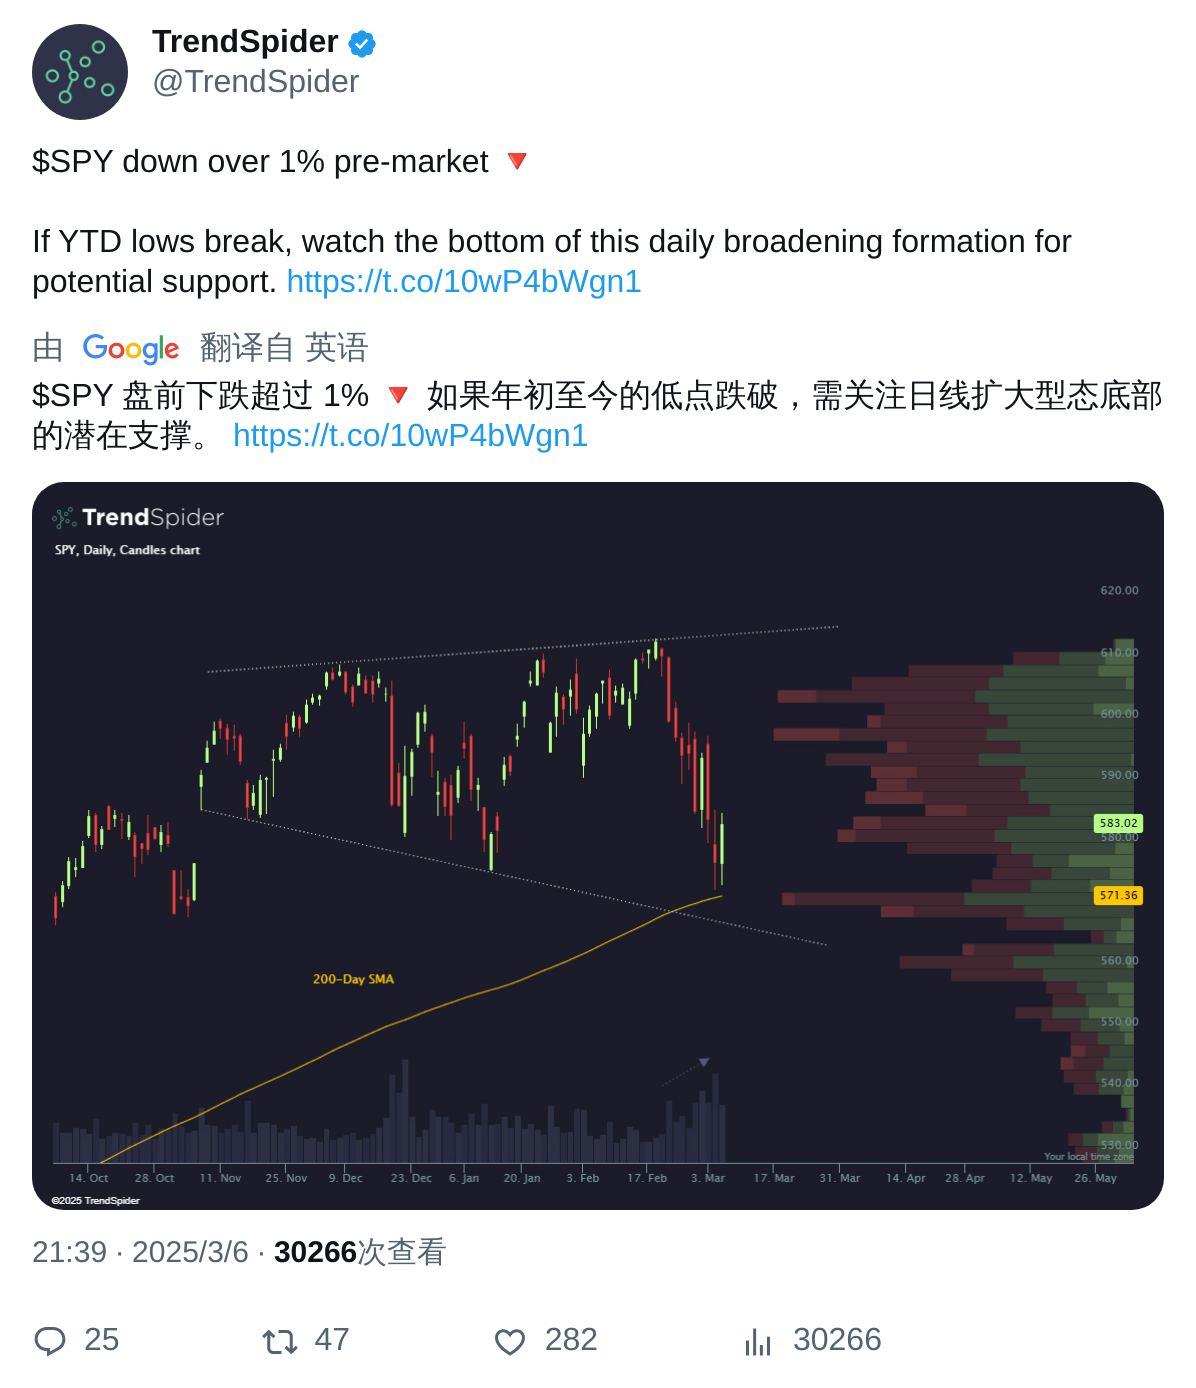 TrendSpider
@TrendSpider
$SPY down over 1% pre-market 🔻
If YTD lows break, watch the bottom of this daily broadening formation for
potential support. https://t.co/10wP4bWgn1
由 Google 翻译自 英语
$SPY 盘前下跌超过 1% 🔻 如果年初至今的低点跌破，需关注日线扩大型态底部
的潜在支撑。 https://t.co/10wP4bWgn1
TrendSpider
SPY, Daily, Candles chart
620.00
610.00
600.00
590.00
583.02
580.00
571.36
560.00
200-Day SMA
550.00
540.00
530.00
Your local time zone
14. Oct 28. Oct 11. Nov 25. Nov 9. Dec 23. Dec 6. Jan 20. Jan 3. Feb 17. Feb 3. Mar 17. Mar 31. Mar 14. Apr 28. Apr 12. May 26. May
©2025 TrendSpider
21:39 · 2025/3/6 · 30266次查看
25 47 282 30266